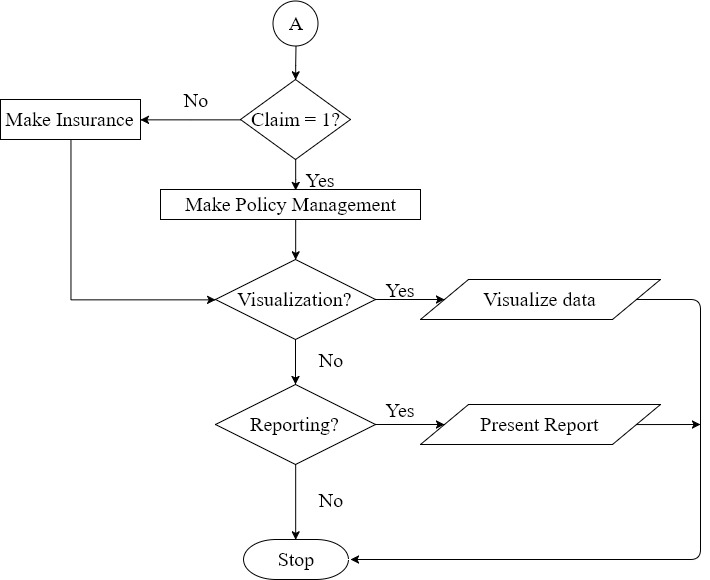 A
No
Claim = 1?
Make Insurance
Yes
Make Policy Management
Visualization?
Yes
Visualize data
No
Reporting?
Yes
Present Report
No
Stop